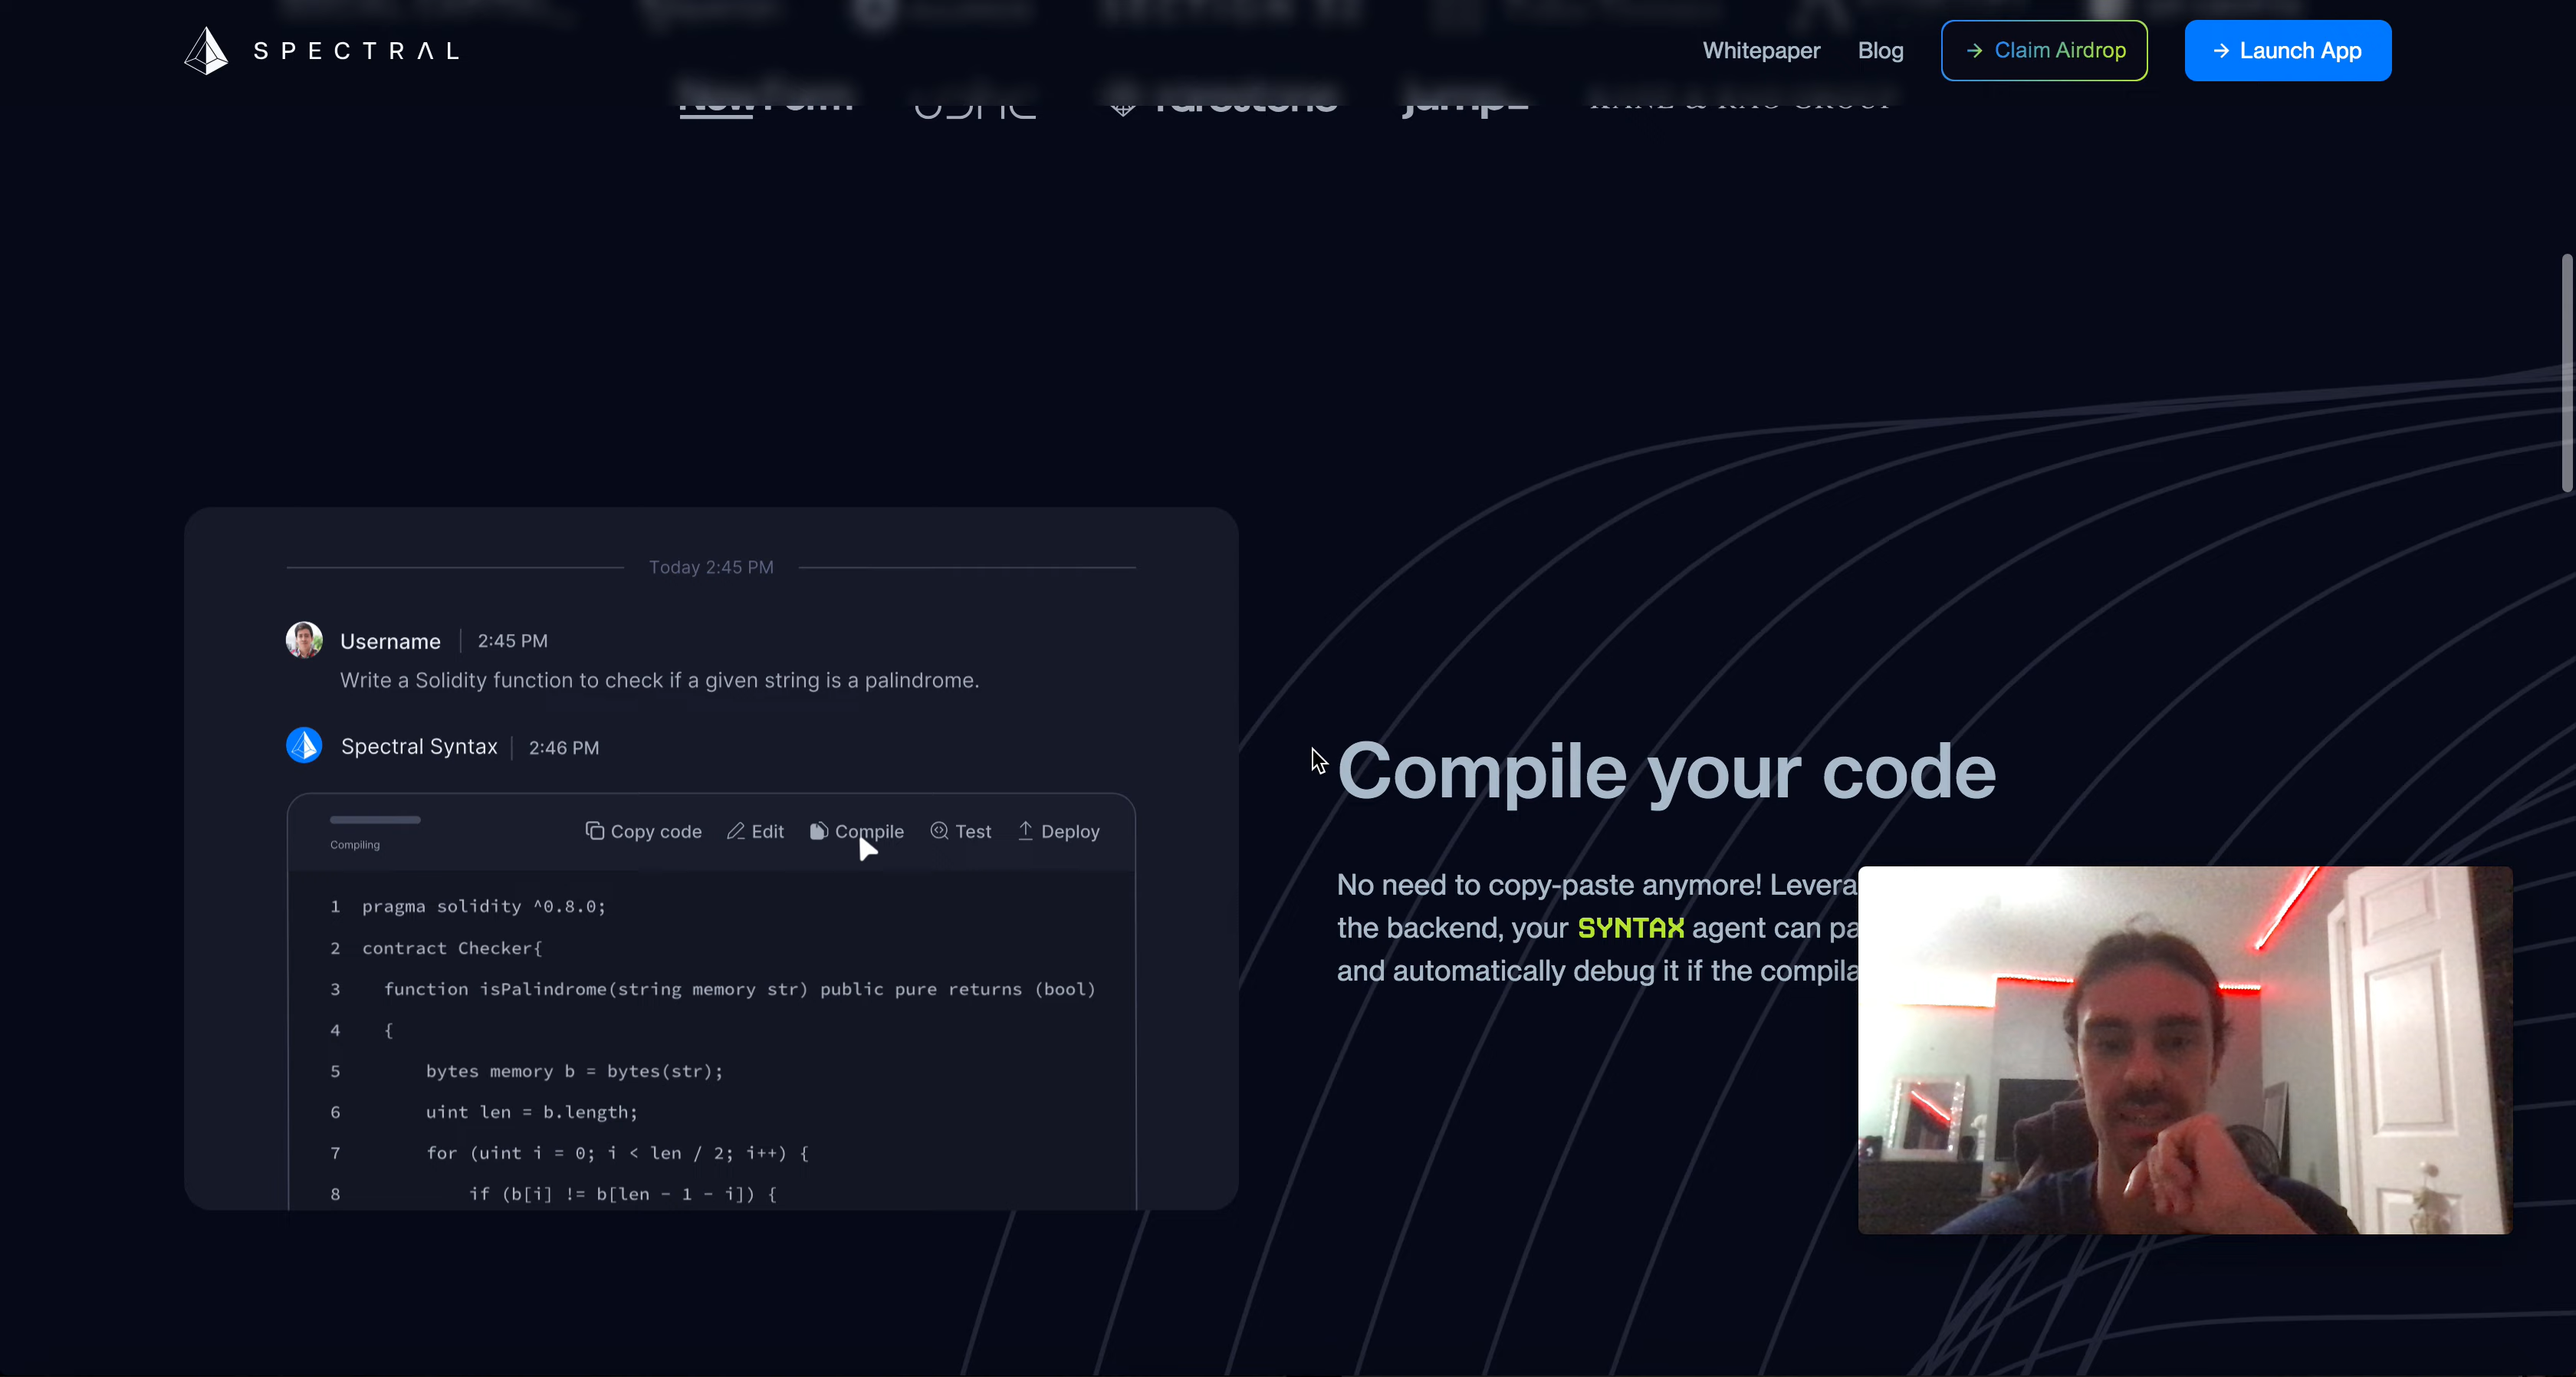 SPECTRAL
Whitepaper
Blog
→ Claim Airdrop
→ Launch App
Today 2:45 PM
Username | 2:45 PM
Write a Solidity function to check if a given string is a palindrome.
Spectral Syntax | 2:46 PM
Compiling
Copy code
Edit
Compile
Test
Deploy
1 pragma solidity ^0.8.0;
2 contract Checker{
3 function isPalindrome(string memory str) public pure returns (bool)
4 {
5 bytes memory b = bytes(str);
6 uint len = b.length;
7 for (uint i = 0; i < len / 2; i++) {
8 if (b[i] != b[len - 1 - i]) {
Compile your code
No need to copy-paste anymore! Levera
the backend, your SYNTAX agent can pa
and automatically debug it if the compila